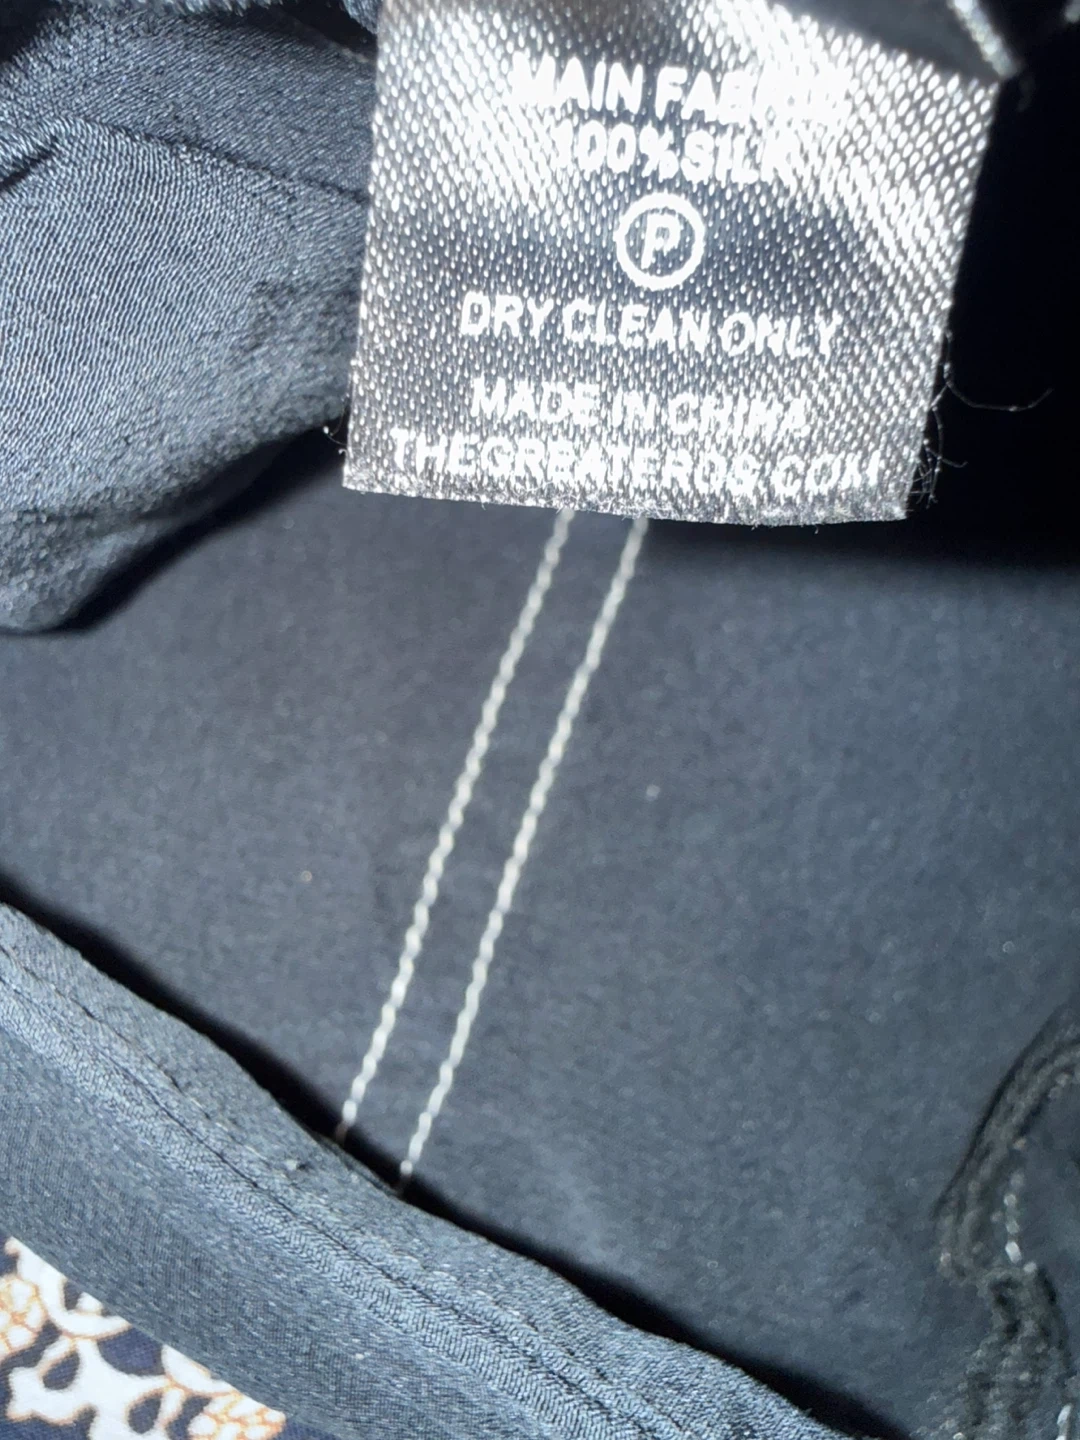 MAIN FABRIC
100% SILK
P
DRY CLEAN ONLY
MADE IN CHINA
THEGREATEROS.COM